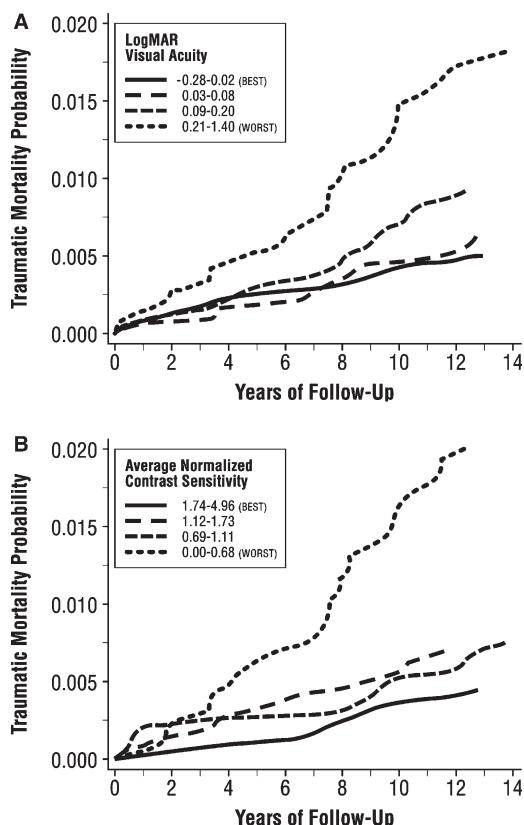 A
0.020
0.015
0.010
0.005
0.000
Traumatic Mortality Probability
LogMAR
Visual Acuity
-0.28-0.02 (BEST)
0.03-0.08
0.09-0.20
0.21-1.40 (WORST)
0 2 4 6 8 10 12 14
Years of Follow-Up
B
0.020
0.015
0.010
0.005
0.000
Traumatic Mortality Probability
Average Normalized
Contrast Sensitivity
1.74-4.96 (BEST)
1.12-1.73
0.69-1.11
0.00-0.68 (WORST)
0 2 4 6 8 10 12 14
Years of Follow-Up